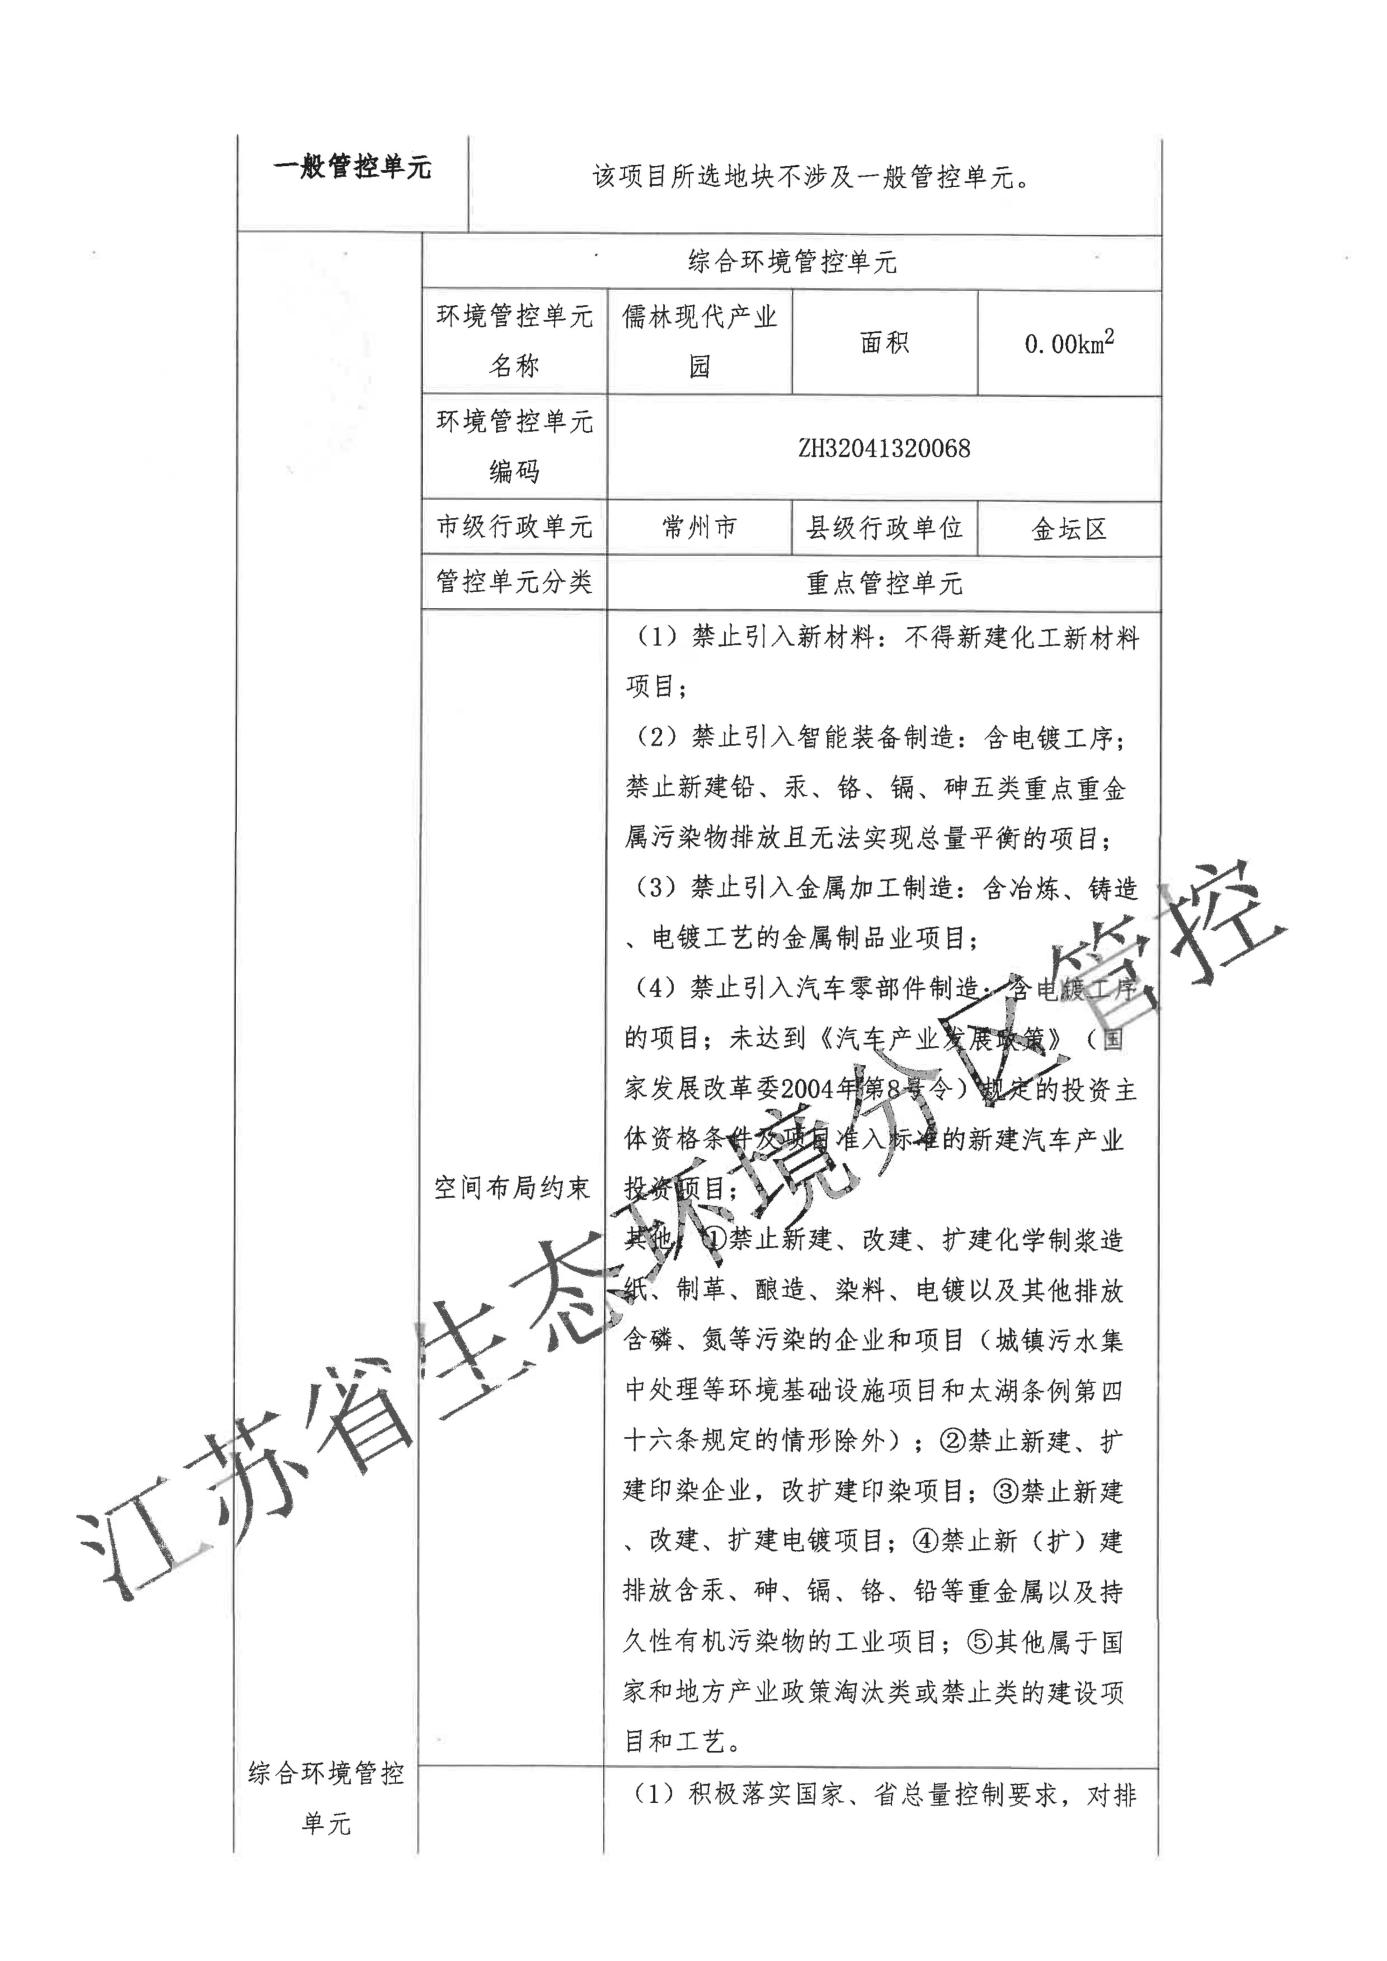 一般管控单元
该项目所选地块不涉及一般管控单元。
综合环境管控单元
环境管控单元
名称
儒林现代产业
园
面积
0.00km²
环境管控单元
编码
ZH32041320068
市级行政单元
常州市
县级行政单位
金坛区
管控单元分类
重点管控单元
空间布局约束
（1）禁止引入新材料：不得新建化工新材料
项目；
（2）禁止引入智能装备制造：含电镀工序；
禁止新建铅、汞、铬、镉、砷五类重点重金
属污染物排放且无法实现总量平衡的项目；
（3）禁止引入金属加工制造：含冶炼、铸造
、电镀工艺的金属制品业项目；
（4）禁止引入汽车零部件制造：含电镀工序
的项目；未达到《汽车产业发展政策》（国
家发展改革委2004年第8号令）规定的投资主
体资格条件及项目准入标准的新建汽车产业
投资项目；
其他：①禁止新建、改建、扩建化学制浆造
纸、制革、酿造、染料、电镀以及其他排放
含磷、氮等污染的企业和项目（城镇污水集
中处理等环境基础设施项目和太湖条例第四
十六条规定的情形除外）；②禁止新建、扩
建印染企业，改扩建印染项目；③禁止新建
、改建、扩建电镀项目；④禁止新（扩）建
排放含汞、砷、镉、铬、铅等重金属以及持
久性有机污染物的工业项目；⑤其他属于国
家和地方产业政策淘汰类或禁止类的建设项
目和工艺。
综合环境管控
单元
（1）积极落实国家、省总量控制要求，对排
江苏省生态环境分区管控